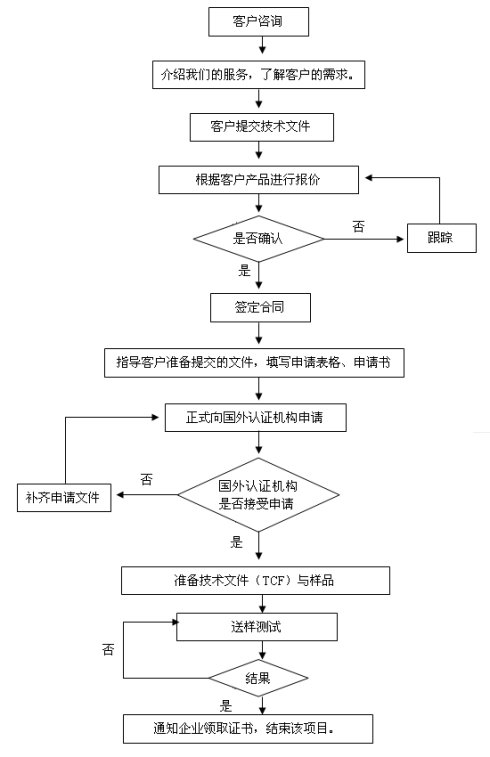 客户咨询
介绍我们的服务，了解客户的需求。
客户提交技术文件
根据客户产品进行报价
是否确认
否
跟踪
是
签定合同
指导客户准备提交的文件，填写申请表格、申请书
正式向国外认证机构申请
国外认证机构
是否接受申请
否
补齐申请文件
是
准备技术文件（TCF）与样品
送样测试
否
结果
是
通知企业领取证书，结束该项目。